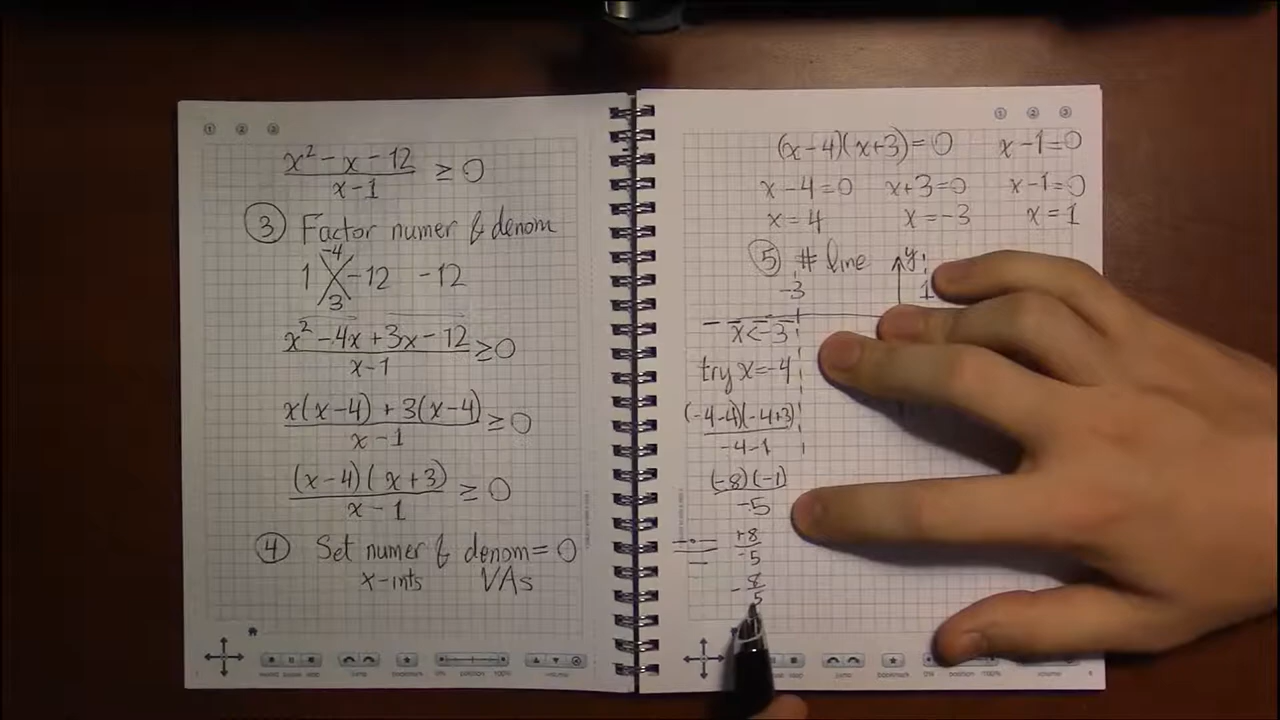 x² - x - 12
x - 1
≥ 0
③ Factor numer & denom
-4
1 -12 -12
3
x² - 4x + 3x - 12
x - 1
≥ 0
x(x-4) + 3(x-4)
x - 1
≥ 0
(x-4)(x+3)
x - 1
≥ 0
④ Set numer & denom = 0
x-ints VAs
(x-4)(x+3) = 0 x-1=0
x-4=0 x+3=0 x-1=0
x=4 x=-3 x=1
⑤ # line y
-3 1
x<-3
try x=-4
(-4-4)(-4+3)
-4-1
(-8)(-1)
-5
+8
-5
-8
5